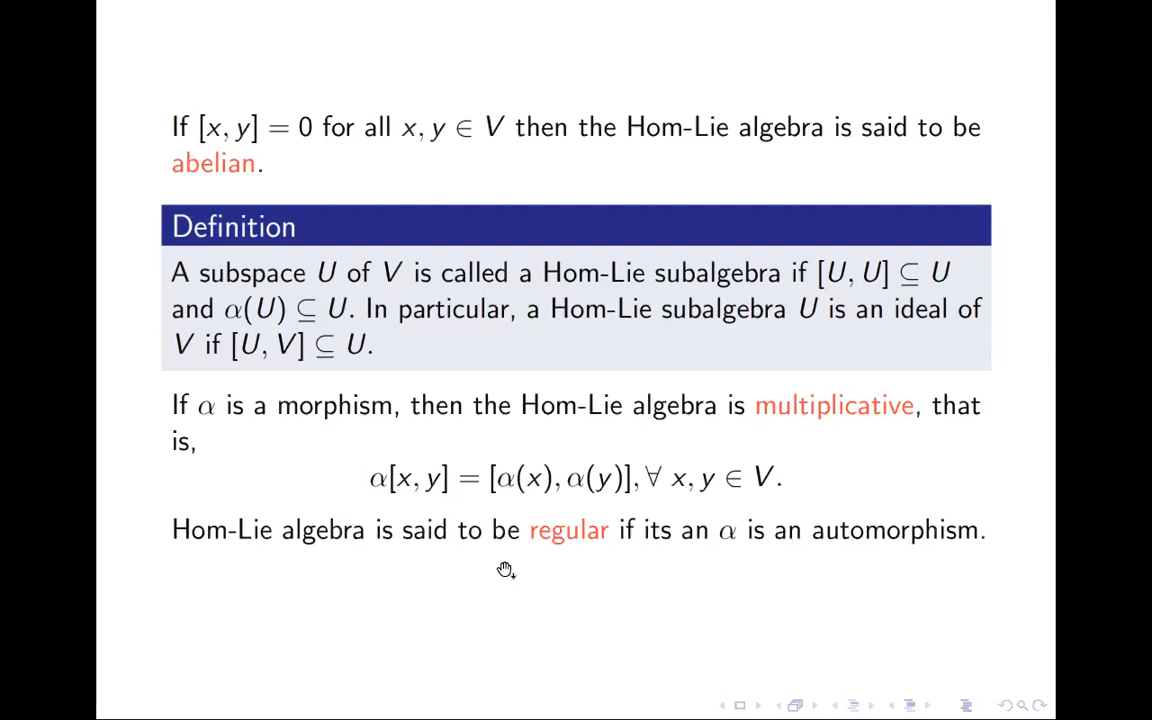 If [x, y] = 0 for all x, y ∈ V then the Hom-Lie algebra is said to be
abelian.
Definition
A subspace U of V is called a Hom-Lie subalgebra if [U, U] ⊆ U
and α(U) ⊆ U. In particular, a Hom-Lie subalgebra U is an ideal of
V if [U, V] ⊆ U.
If α is a morphism, then the Hom-Lie algebra is multiplicative, that
is,
α[x, y] = [α(x), α(y)], ∀ x, y ∈ V.
Hom-Lie algebra is said to be regular if its an α is an automorphism.